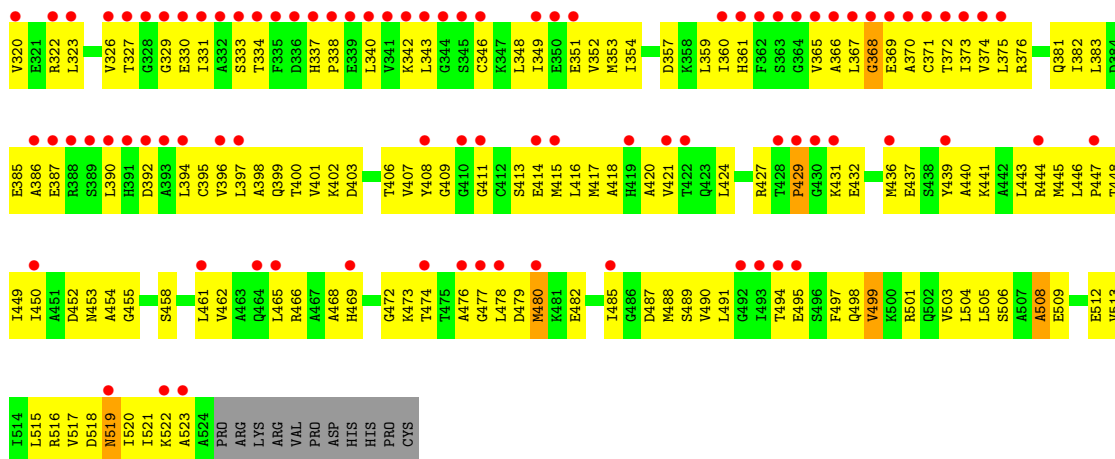 V320 E321 R322 L323 V326 T327 G328 G329 E330 I331 A332 S333 T334 F335 D336 H337 P338 E339 L340 V341 K342 L343 G344 S345 C346 K347 L348 I349 E350 E351 V352 M353 I354 D357 K358 L359 I360 H361 F362 S363 G364 V365 A366 L367 G368 E369 A370 C371 T372 I373 V374 L375 R376 Q381 I382 L383 D384
E385 A386 E387 R388 S389 L390 H391 D392 A393 L394 C395 V396 L397 A398 Q399 T400 V401 K402 D403 T406 V407 Y408 G409 G410 G411 C412 S413 E414 M415 L416 M417 A418 H419 A420 V421 T422 Q423 L424 R427 T428 P429 G430 K431 E432 M436 E437 S438 Y439 A440 K441 A442 L443 R444 M445 L446 P447 T448
I449 I450 A451 D452 N453 A454 G455 S458 L461 V462 A463 Q464 L465 R466 A467 A468 H469 G472 K473 T474 T475 A476 G477 L478 D479 M480 K481 E482 I485 G486 D487 M488 S489 V490 L491 G492 I493 T494 E495 S496 F497 Q498 V499 K500 R501 Q502 V503 L504 L505 S506 A507 A508 E509 E512 V513
I514 L515 R516 V517 D518 N519 I520 I521 K522 A523 A524 PRO ARG LYS ARG VAL PRO ASP HIS HIS PRO CYS